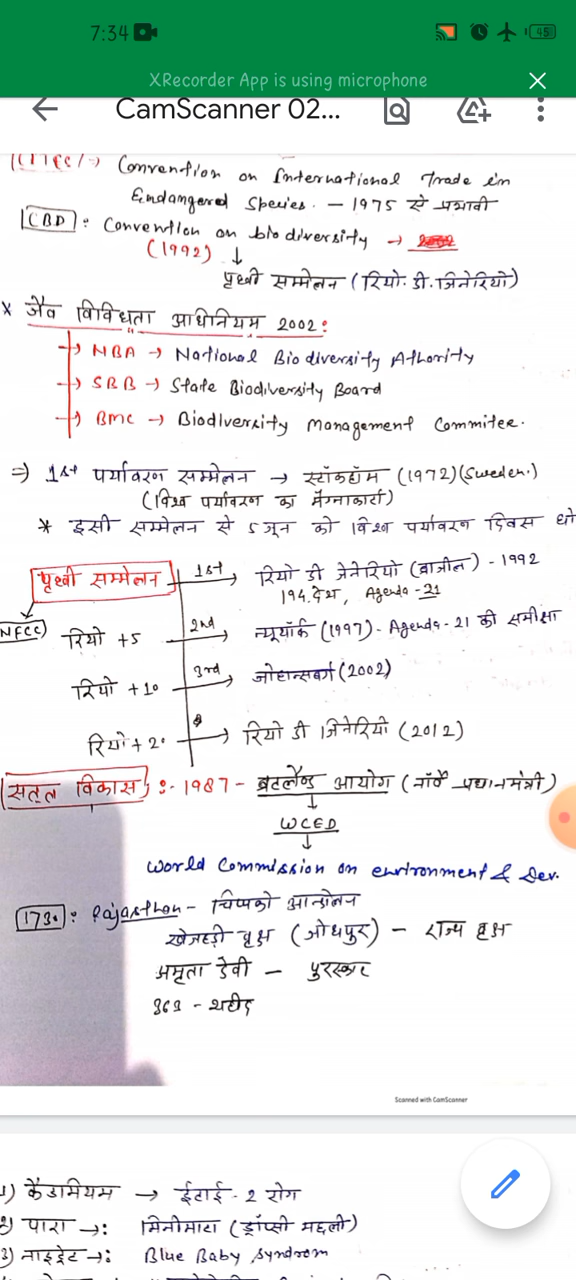 7:34
45
XRecorder App is using microphone
CamScanner 02...
Convention on International Trade in
Endangered Species. - 1975 से प्रभावी
CBD : Convention on biodiversity →
(1992) ↓
पृथ्वी सम्मेलन (रियो.डी.जिनेरियो)
x जैव विविधता अधिनियम 2002:
→ NBA → National Biodiversity Athority
→ SBB → State Biodiversity Board
→ BMC → Biodiversity Management Commitee.
⇒ 1st पर्यावरण सम्मेलन → स्टॉकहोम (1972) (Sweden.)
(विश्व पर्यावरण का मैग्नाकार्टा)
* इसी सम्मेलन से 5 जून को विश्व पर्यावरण दिवस
पृथ्वी सम्मेलन 1st → रियो डी जेनेरियो (ब्राजील) - 1992
194 देश, Agenda - 21
NFCC) रियो +5 2nd → न्यूयॉर्क (1997) - Agenda - 21 की समीक्षा
रियो +10 3rd → जोहान्सबर्ग (2002)
रियो + 20 → रियो डी जिनेरियो (2012)
सतत विकास :- 1987 - ब्रटलैण्ड आयोग (नॉर्वे प्रधानमंत्री)
↓
WCED
↓
World Commission on environment & Dev.
1730 : Rajasthan - चिपको आन्दोलन
खेजड़ी वृक्ष (जोधपुर) - राज्य वृक्ष
अमृता देवी - पुरस्कार
363 - शहीद
Scanned with CamScanner
1) कैडमियम → ईटाई - 2 रोग
2) पारा →: मिनीमाटा (ड्रॉप्सी मछली)
3) नाइट्रेट →: Blue Baby Syndrom